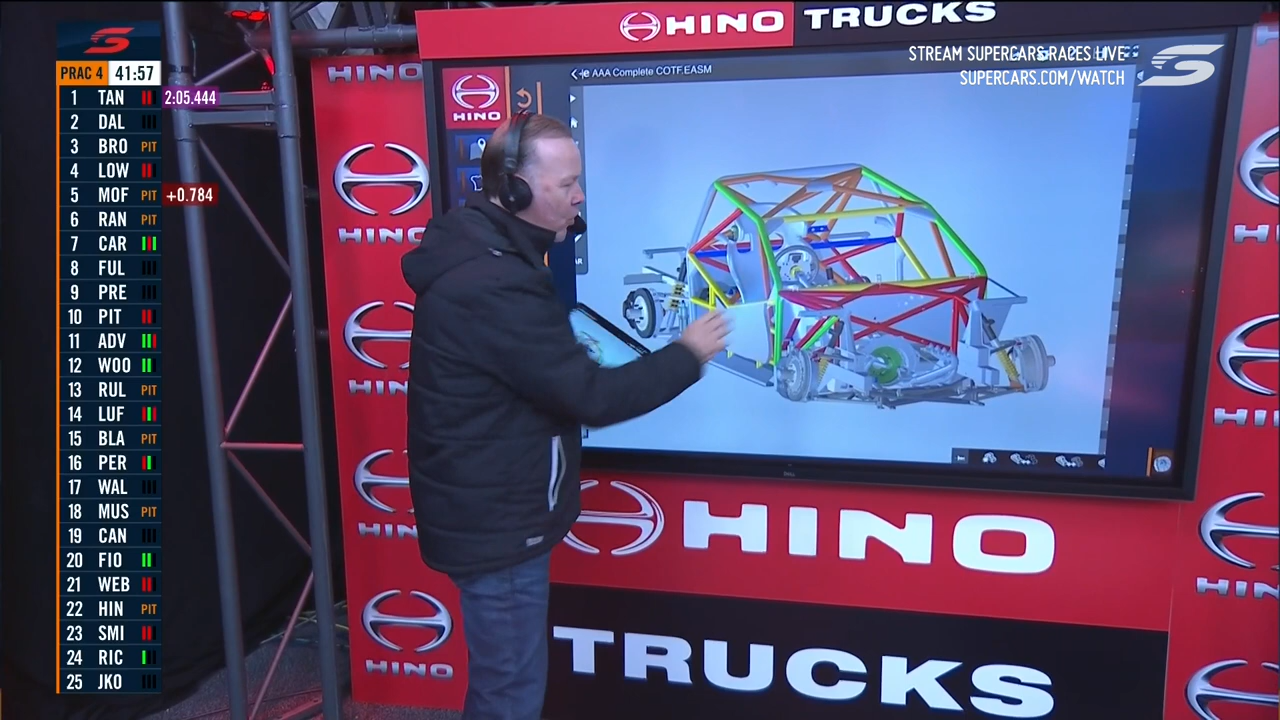 HINO TRUCKS
STREAM SUPERCARS RACES LIVE
SUPERCARS.COM/WATCH
PRAC 4 41:57
1 TAN 2:05.444
2 DAL
3 BRO PIT
4 LOW
5 MOF PIT +0.784
6 RAN PIT
7 CAR
8 FUL
9 PRE
10 PIT
11 ADV
12 WOO
13 RUL PIT
14 LUF
15 BLA PIT
16 PER
17 WAL
18 MUS PIT
19 CAN
20 FIO
21 WEB
22 HIN PIT
23 SMI
24 RIC
25 JKO
HINO
HINO
AAA Complete COTF.EASM
HINO
HINO
HINO
HINO
HINO
HINO
TRUCKS